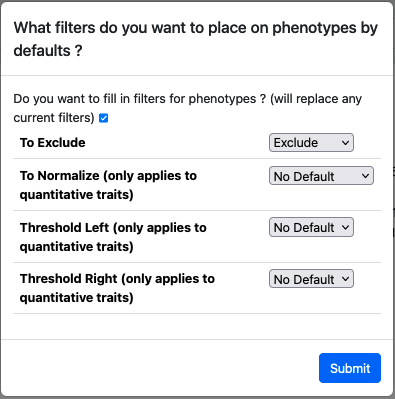 What filters do you want to place on phenotypes by
defaults ?
Do you want to fill in filters for phenotypes ? (will replace any
current filters)
To Exclude
Exclude
To Normalize (only applies to
quantitative traits)
No Default
Threshold Left (only applies to
quantitative traits)
No Default
Threshold Right (only applies to
quantitative traits)
No Default
Submit